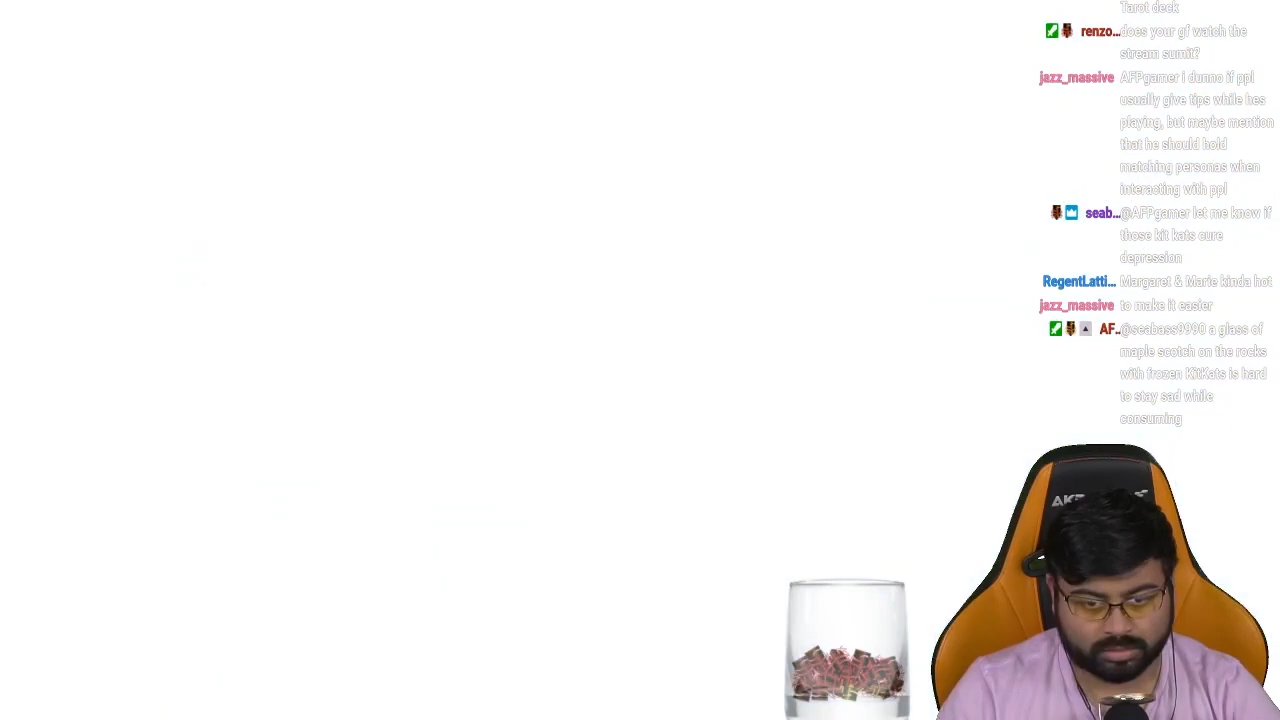 Tarot deck
renzo... does your gf watch the
stream sumit?
jazz_massive AFPgamer i dunno if ppl
usually give tips while hes
playing, but maybe mention
that he should hold
matching personas when
interacting with ppl
seab... @AFPgamer let me know if
those kit kats cure
depression
RegentLatti... Margaret & Marie kinda hot
jazz_massive to make it easier
AF... @seabass9990 a glass of
maple scotch on the rocks
with frozen KitKats is hard
to stay sad while
consuming